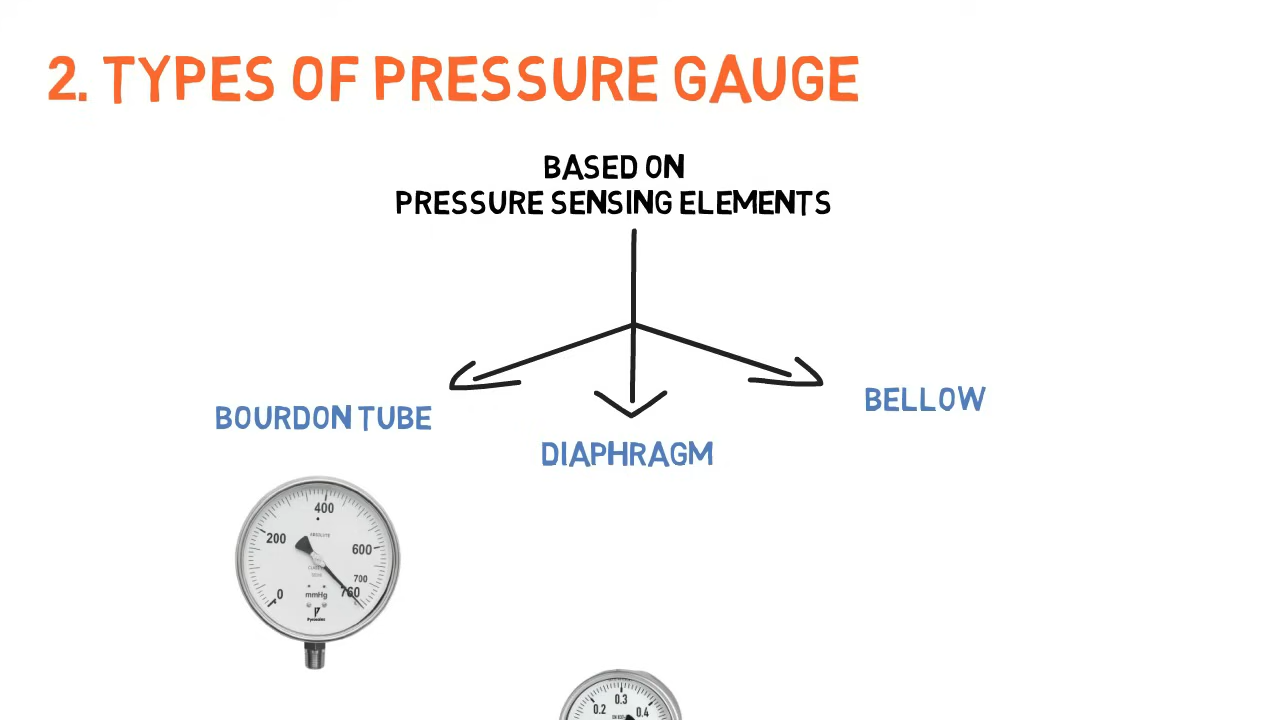 2. TYPES OF PRESSURE GAUGE
BASED ON
PRESSURE SENSING ELEMENTS
BOURDON TUBE
DIAPHRAGM
BELLOW
400
200
ABSOLUTE
600
700
0
mmHg
760
0.3
0.2
0.4